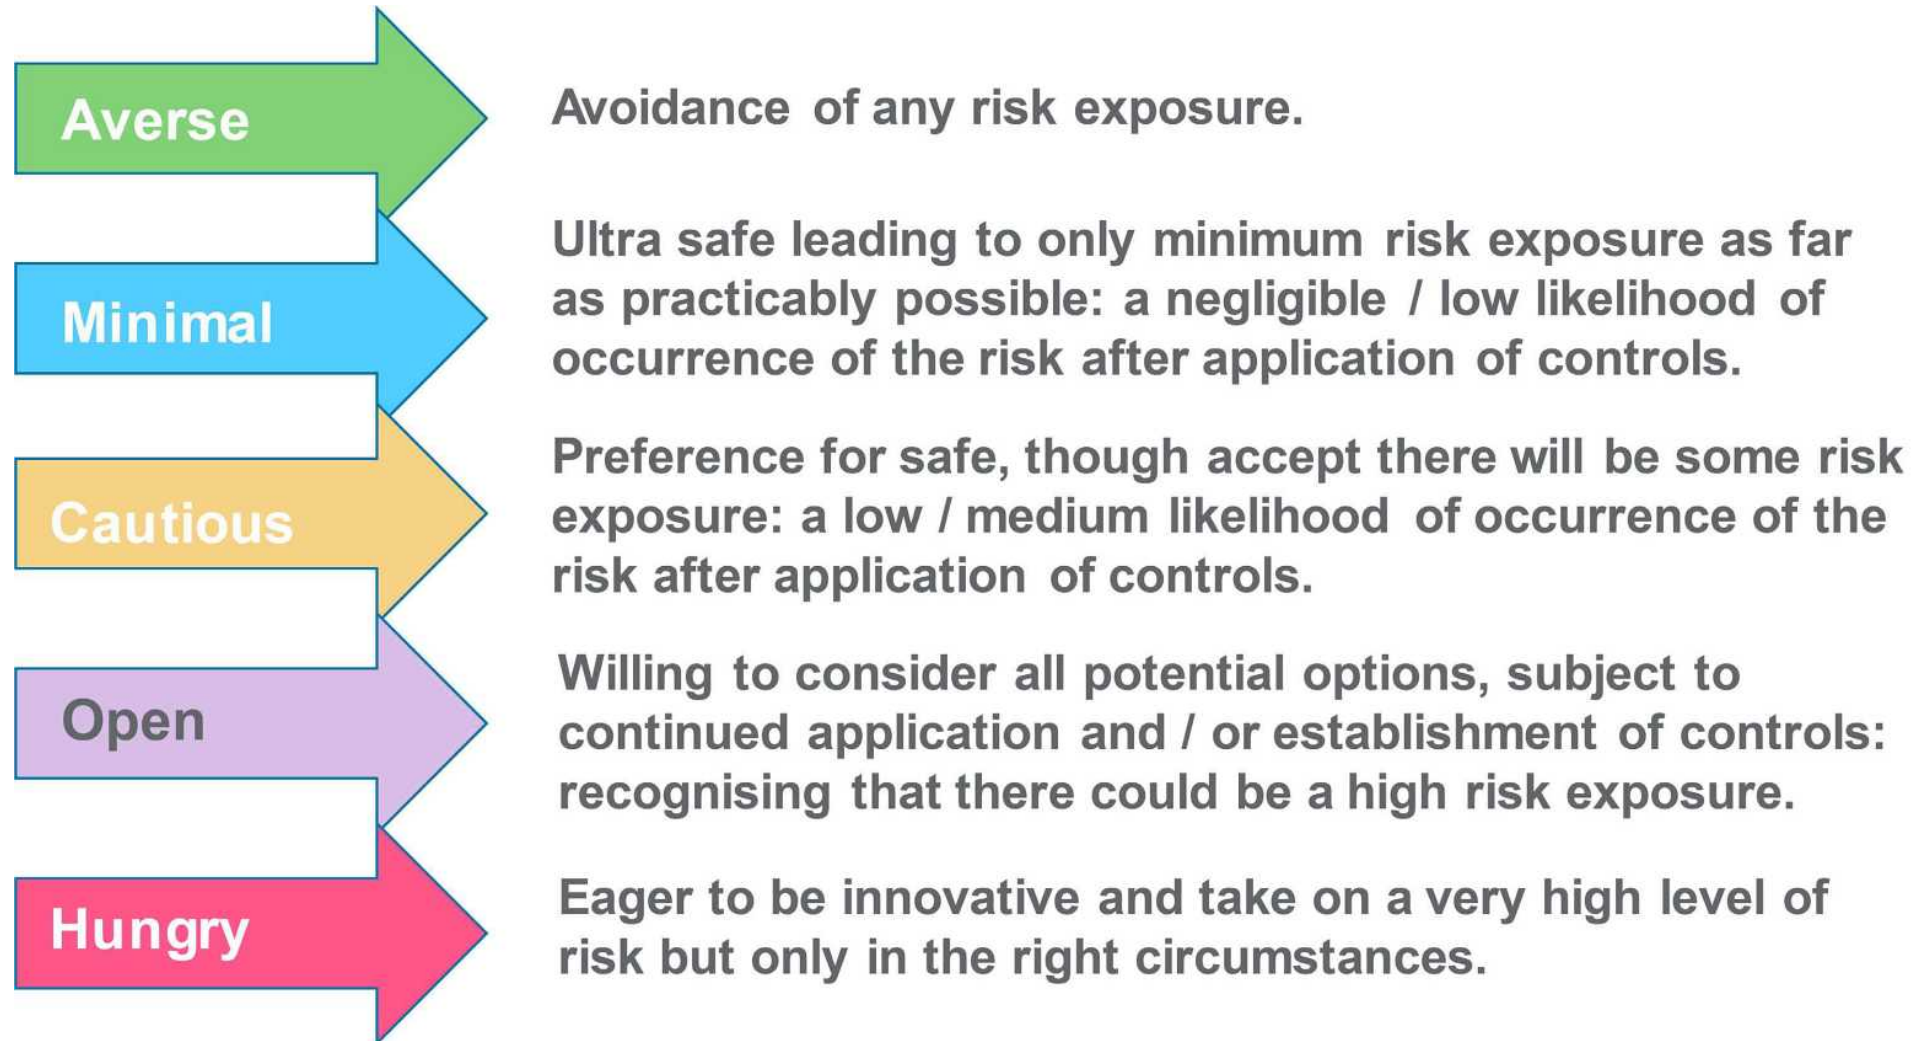 Averse
Avoidance of any risk exposure.
Minimal
Ultra safe leading to only minimum risk exposure as far
as practicably possible: a negligible / low likelihood of
occurrence of the risk after application of controls.
Cautious
Preference for safe, though accept there will be some risk
exposure: a low / medium likelihood of occurrence of the
risk after application of controls.
Open
Willing to consider all potential options, subject to
continued application and / or establishment of controls:
recognising that there could be a high risk exposure.
Hungry
Eager to be innovative and take on a very high level of
risk but only in the right circumstances.